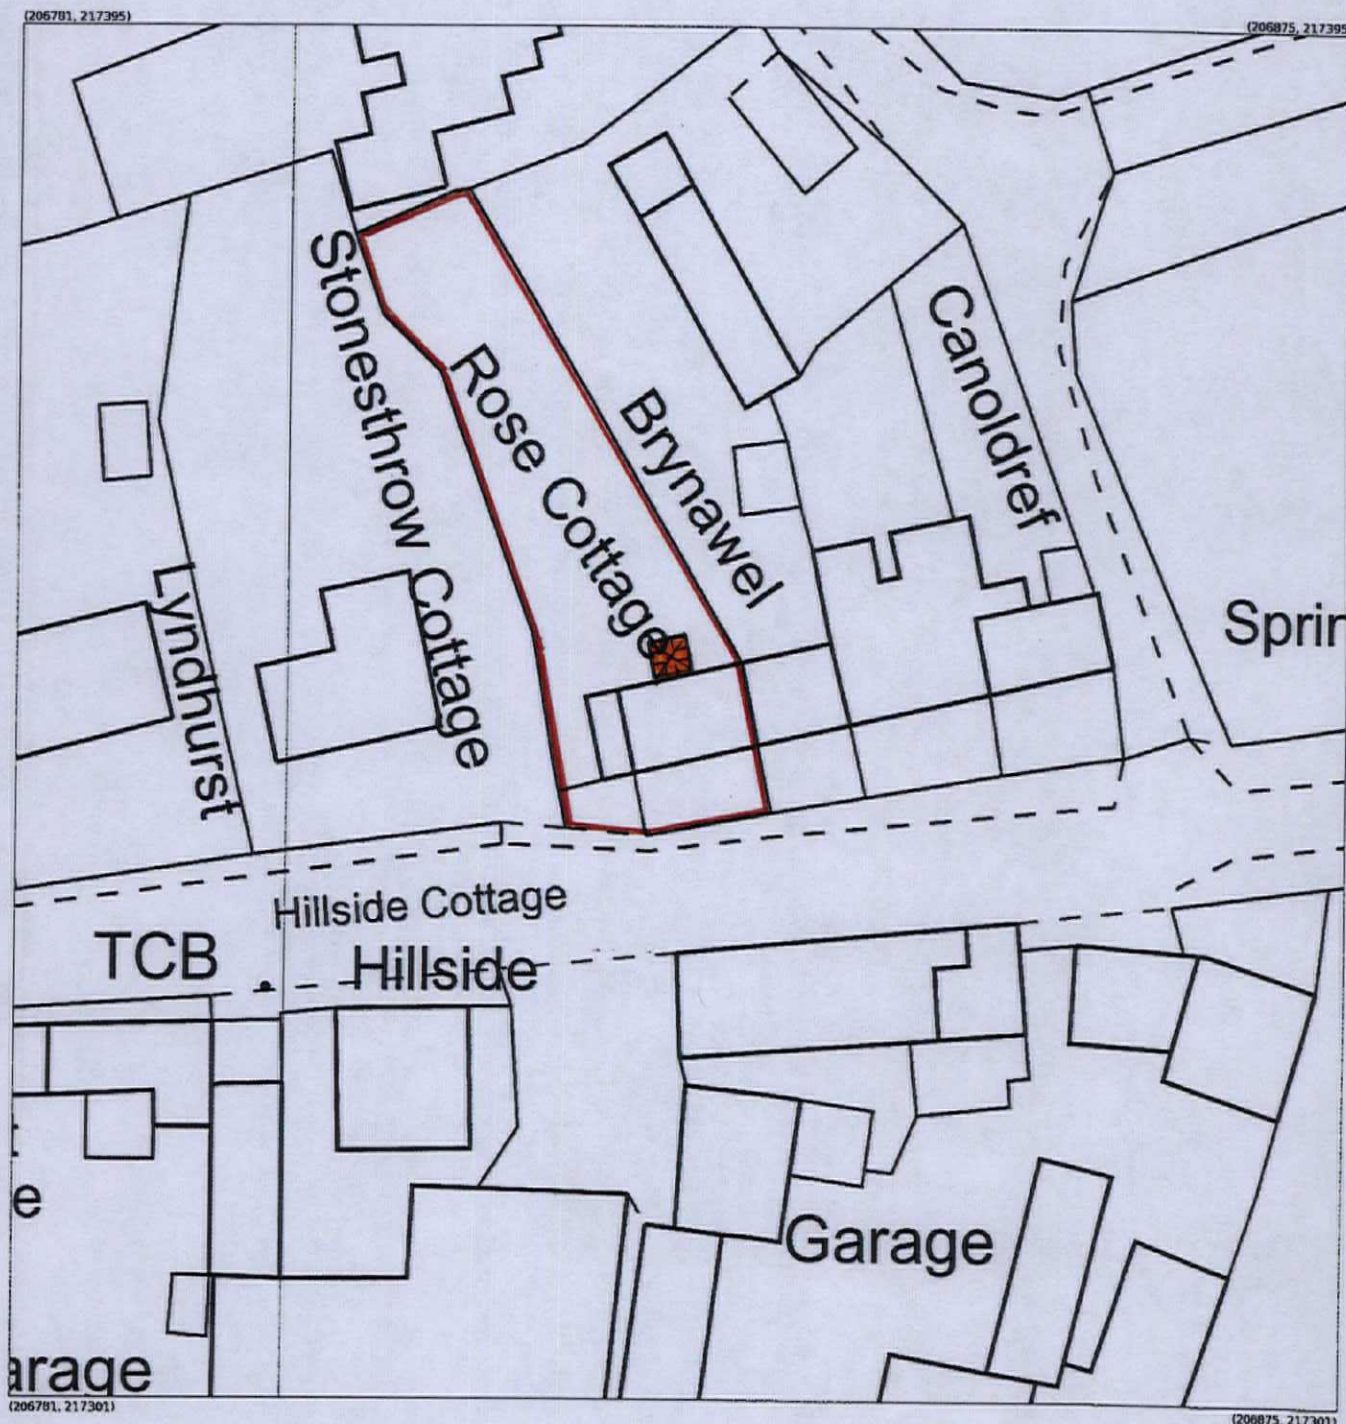 (206781, 217395)
(206875, 217395
Stonesthrow Cottage
Rose Cottage
Brynawel
Canoldref
Lyndhurst
Sprin
Hillside Cottage
TCB
Hillside
e
Garage
arage
(206781, 217301)
(206875, 217301)